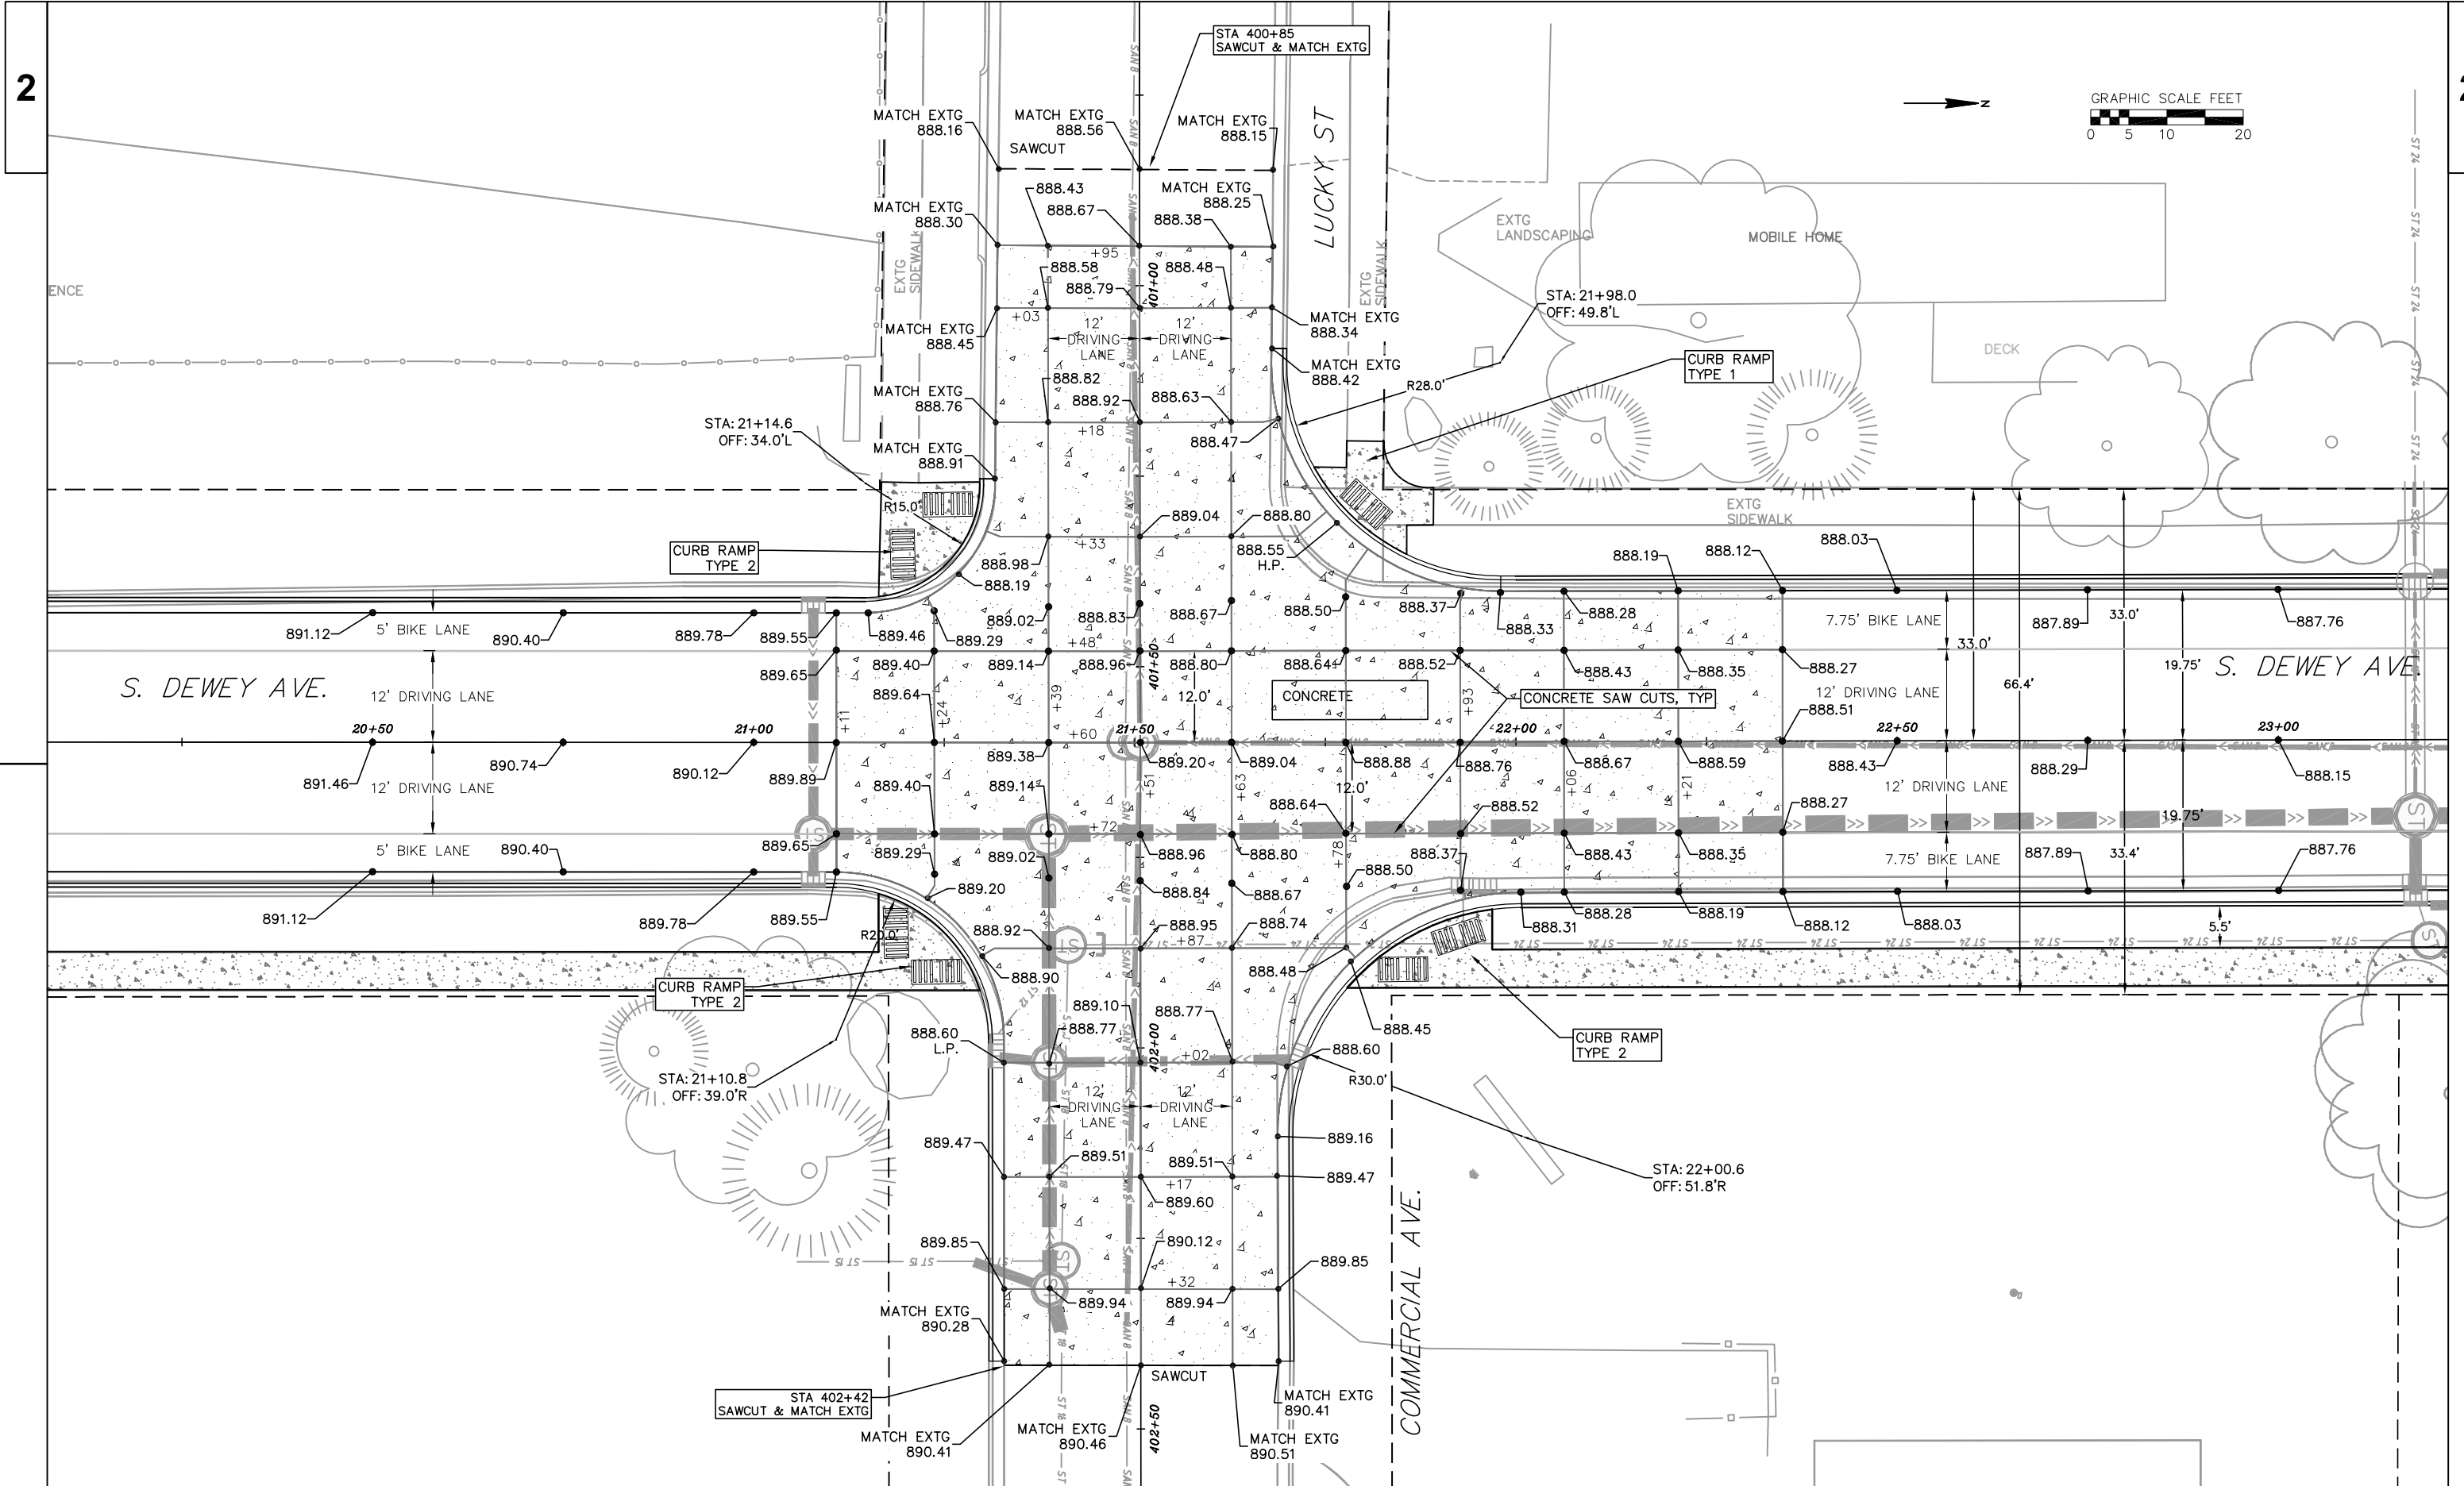 2
STA 400+85
SAWCUT & MATCH EXTG
N
GRAPHIC SCALE FEET
0 5 10 20
MATCH EXTG
888.16
MATCH EXTG
888.56
MATCH EXTG
888.15
SAWCUT
LUCKY ST
888.43
MATCH EXTG
888.25
MATCH EXTG
888.30
888.67
888.38
EXTG
LANDSCAPING
MOBILE HOME
EXTG
SIDEWALK
EXTG
SIDEWALK
+95
888.58
888.48
888.79
401+00
ENCE
STA: 21+98.0
OFF: 49.8'L
+03
MATCH EXTG
888.45
12'
DRIVING
LANE
12'
DRIVING
LANE
MATCH EXTG
888.34
DECK
CURB RAMP
TYPE 1
MATCH EXTG
888.42
R28.0'
888.82
888.92
888.63
MATCH EXTG
888.76
STA: 21+14.6
OFF: 34.0'L
+18
888.47
MATCH EXTG
888.91
R15.0'
EXTG
SIDEWALK
889.04
888.80
+33
888.55
H.P.
CURB RAMP
TYPE 2
888.98
888.19
888.19
888.12
888.03
891.12
5' BIKE LANE
890.40
889.78
889.55
889.46
889.29
889.02
888.83
888.67
888.50
888.37
888.33
888.28
7.75' BIKE LANE
887.89
33.0'
887.76
33.0'
+48
889.65
889.40
889.14
888.96
401+50
888.80
888.64
888.52
888.43
888.35
888.27
19.75'
S. DEWEY AVE.
S. DEWEY AVE.
12' DRIVING LANE
889.64
12.0'
CONCRETE
CONCRETE SAW CUTS, TYP
12' DRIVING LANE
66.4'
+11
+24
+39
+93
888.51
20+50
21+00
+60
21+50
22+00
22+50
23+00
891.46
890.74
890.12
889.89
889.38
889.20
889.04
888.88
888.76
888.67
888.59
888.43
888.29
888.15
12' DRIVING LANE
889.40
889.14
+51
+63
12.0'
+06
+21
12' DRIVING LANE
888.64
888.52
888.27
19.75'
+72
5' BIKE LANE
890.40
889.65
889.29
889.02
888.96
888.80
+78
888.37
888.43
888.35
7.75' BIKE LANE
887.89
33.4'
887.76
888.50
891.12
889.78
889.55
889.20
888.84
888.67
888.31
888.28
888.19
888.12
888.03
5.5'
R20.0'
888.92
888.95
888.74
+87
ST 24
888.48
888.90
CURB RAMP
TYPE 2
889.10
888.77
888.45
888.60
L.P.
888.77
402+00
+02
888.60
CURB RAMP
TYPE 2
STA: 21+10.8
OFF: 39.0'R
R30.0'
12'
DRIVING
LANE
12'
DRIVING
LANE
889.47
889.51
889.51
889.16
+17
889.47
STA: 22+00.6
OFF: 51.8'R
889.60
889.85
890.12
889.85
ST 15
+32
889.94
889.94
MATCH EXTG
890.28
COMMERCIAL AVE.
SAWCUT
STA 402+42
SAWCUT & MATCH EXTG
MATCH EXTG
890.41
MATCH EXTG
890.41
MATCH EXTG
890.46
402+50
MATCH EXTG
890.51